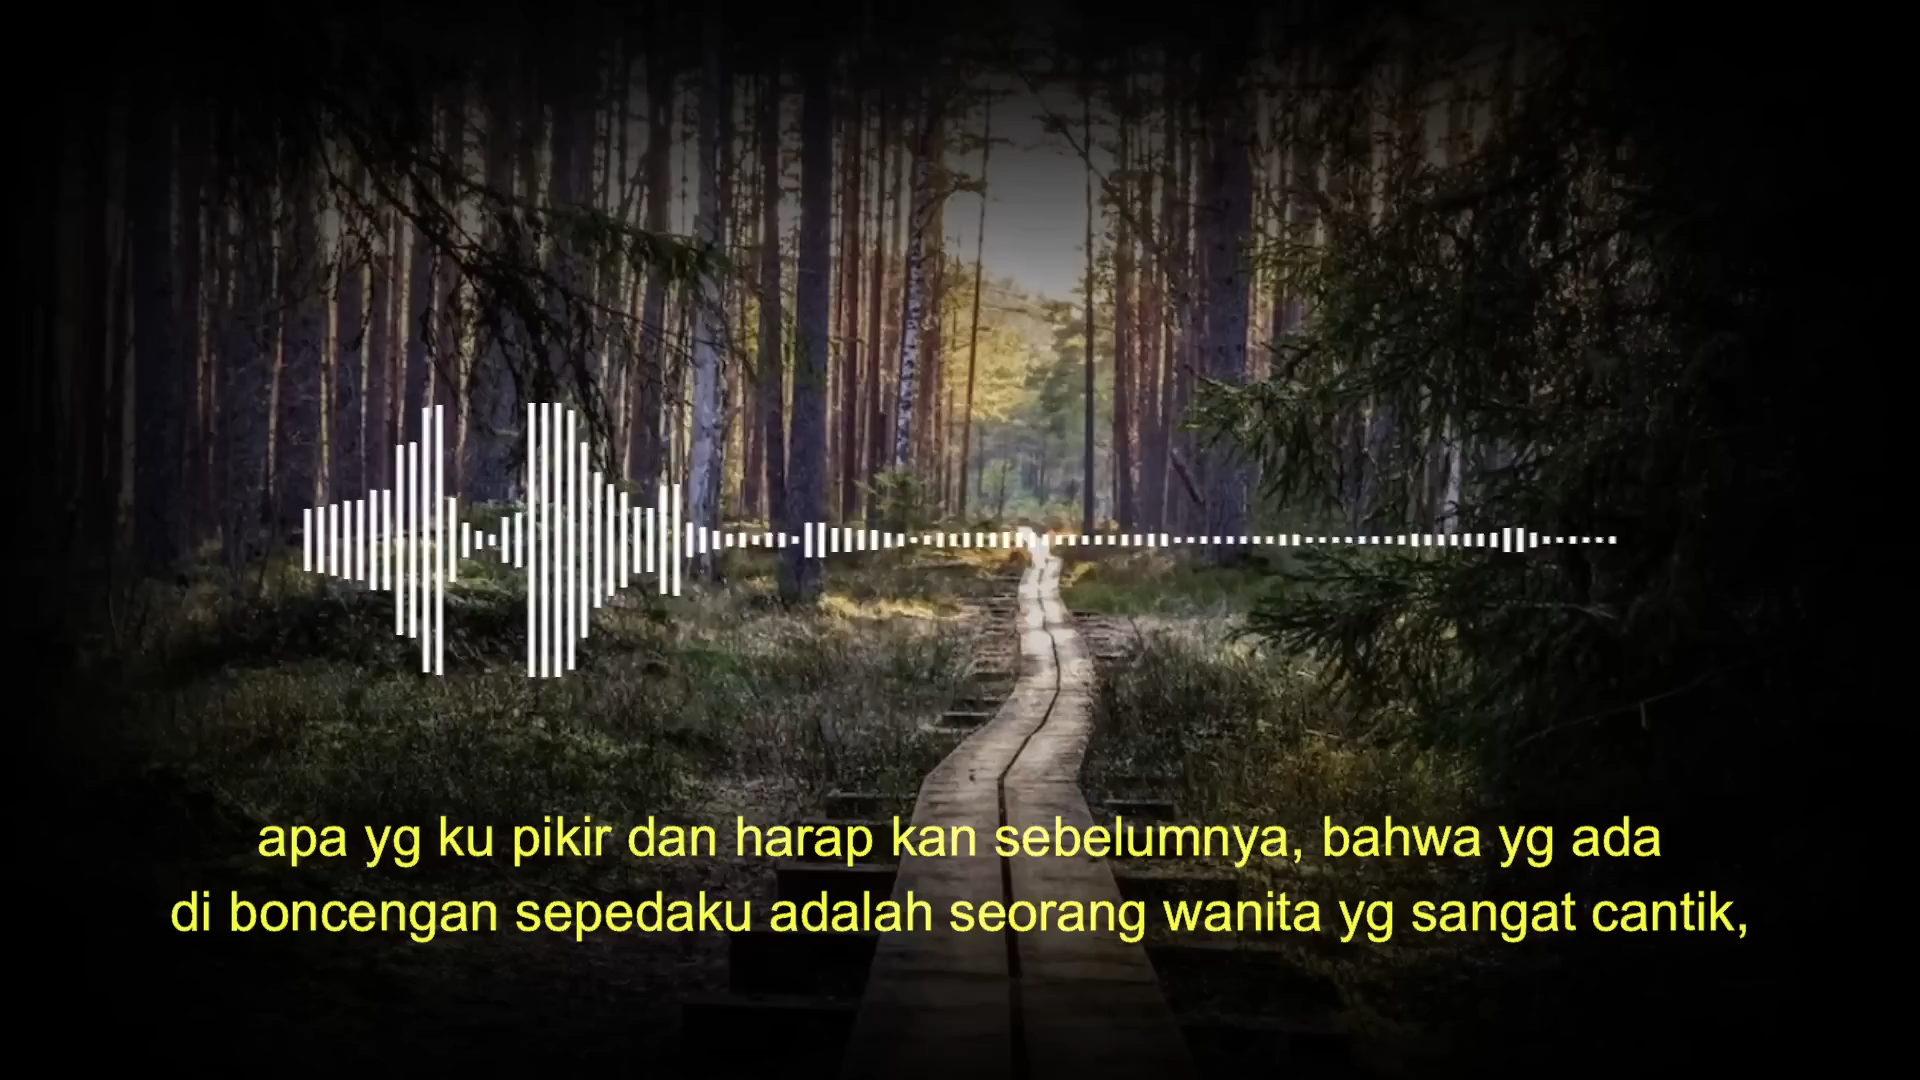 apa yg ku pikir dan harap kan sebelumnya, bahwa yg ada
di boncengan sepedaku adalah seorang wanita yg sangat cantik,